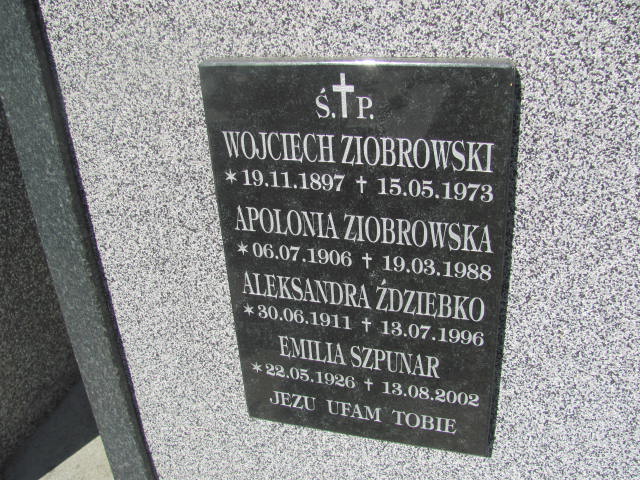 Ś.✝P.
WOJCIECH ZIOBROWSKI
* 19.11.1897 ✝ 15.05.1973
APOLONIA ZIOBROWSKA
* 06.07.1906 ✝ 19.03.1988
ALEKSANDRA ŹDZIEBKO
* 30.06.1911 ✝ 13.07.1996
EMILIA SZPUNAR
* 22.05.1926 ✝ 13.08.2002
JEZU UFAM TOBIE